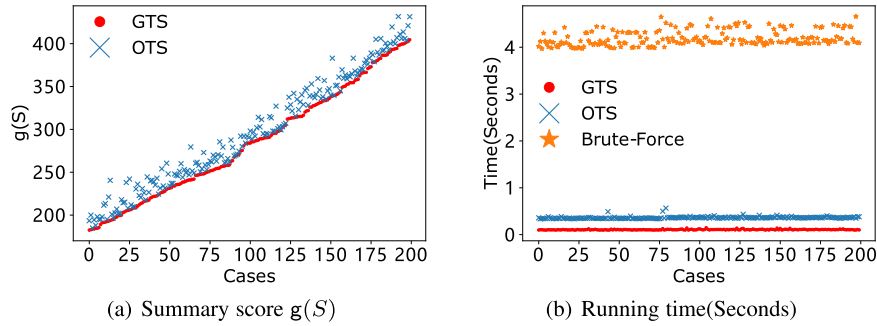 GTS
OTS
400
350
300
250
200
g(S)
0 25 50 75 100 125 150 175 200
Cases
(a) Summary score g(S)
GTS
OTS
Brute-Force
4
3
2
1
0
Time(Seconds)
0 25 50 75 100 125 150 175 200
Cases
(b) Running time(Seconds)